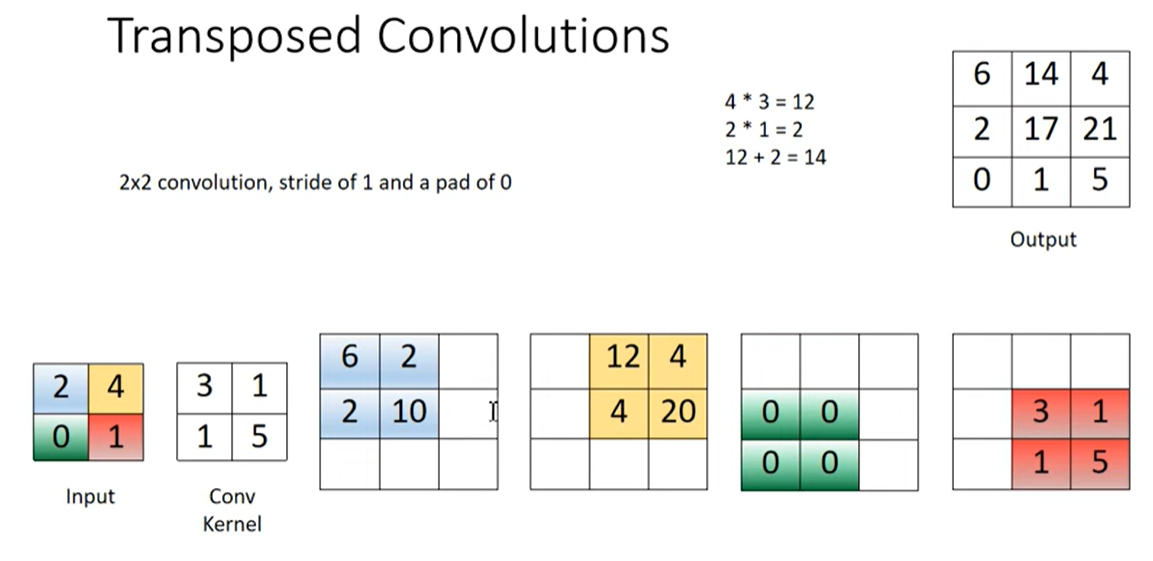 Transposed Convolutions
4 * 3 = 12
2 * 1 = 2
12 + 2 = 14
2x2 convolution, stride of 1 and a pad of 0
6 14 4
2 17 21
0 1 5
Output
2 4
0 1
Input
3 1
1 5
Conv
Kernel
6 2
2 10
12 4
4 20
0 0
0 0
3 1
1 5